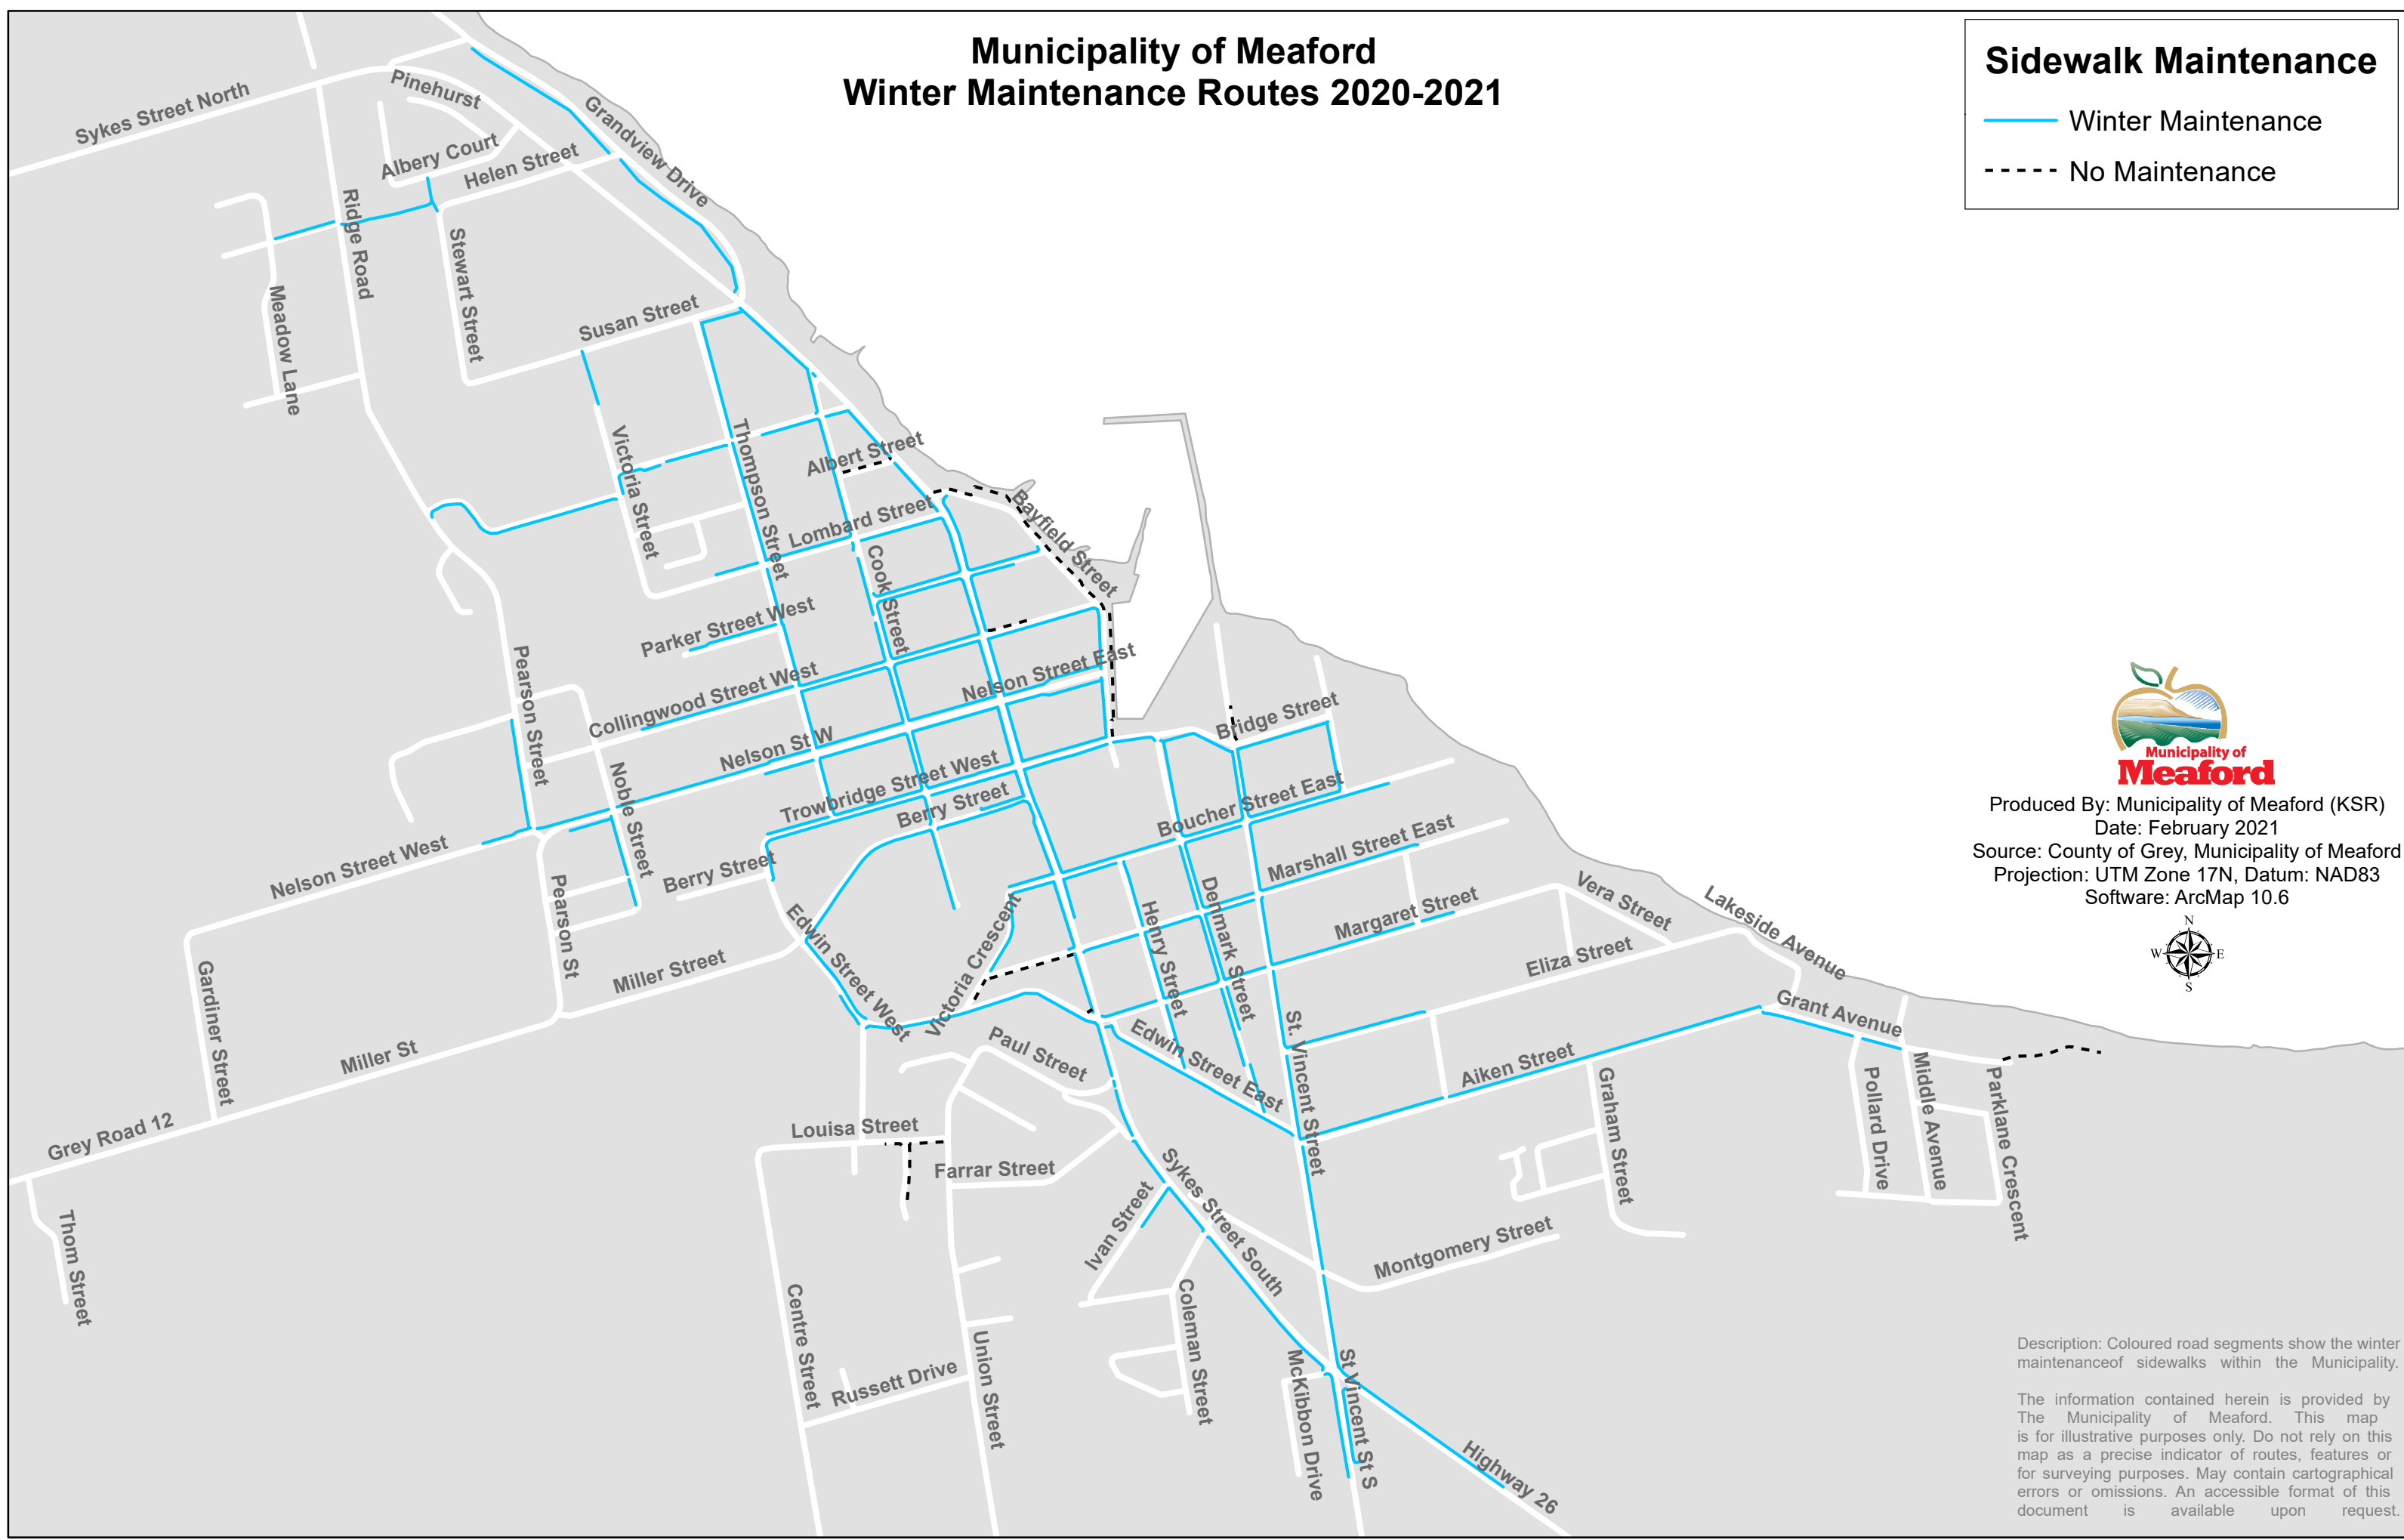 Municipality of Meaford
Winter Maintenance Routes 2020-2021
Sidewalk Maintenance
Winter Maintenance
No Maintenance
Sykes Street North
Pinehurst
Grandview Drive
Albery Court
Helen Street
Ridge Road
Stewart Street
Meadow Lane
Susan Street
Victoria Street
Thompson Street
Albert Street
Lombard Street
Bayfield Street
Cook Street
Parker Street West
Pearson Street
Collingwood Street West
Nelson Street East
Nelson St W
Bridge Street
Noble Street
Trowbridge Street West
Berry Street
Boucher Street East
Marshall Street East
Nelson Street West
Berry Street
Pearson St
Edwin Street West
Victoria Crescent
Henry Street
Denmark Street
Margaret Street
Vera Street
Lakeside Avenue
Eliza Street
Gardiner Street
Miller Street
Miller St
Grant Avenue
Paul Street
Edwin Street East
St. Vincent Street
Aiken Street
Graham Street
Pollard Drive
Middle Avenue
Parklane Crescent
Grey Road 12
Louisa Street
Farrar Street
Thom Street
Ivan Street
Sykes Street South
Montgomery Street
Centre Street
Coleman Street
Union Street
Russett Drive
McKibbon Drive
St Vincent St S
Highway 26
Municipality of
Meaford
Produced By: Municipality of Meaford (KSR)
Date: February 2021
Source: County of Grey, Municipality of Meaford
Projection: UTM Zone 17N, Datum: NAD83
Software: ArcMap 10.6
N
W E
S
Description: Coloured road segments show the winter
maintenanceof sidewalks within the Municipality.
The information contained herein is provided by
The Municipality of Meaford. This map
is for illustrative purposes only. Do not rely on this
map as a precise indicator of routes, features or
for surveying purposes. May contain cartographical
errors or omissions. An accessible format of this
document is available upon request.